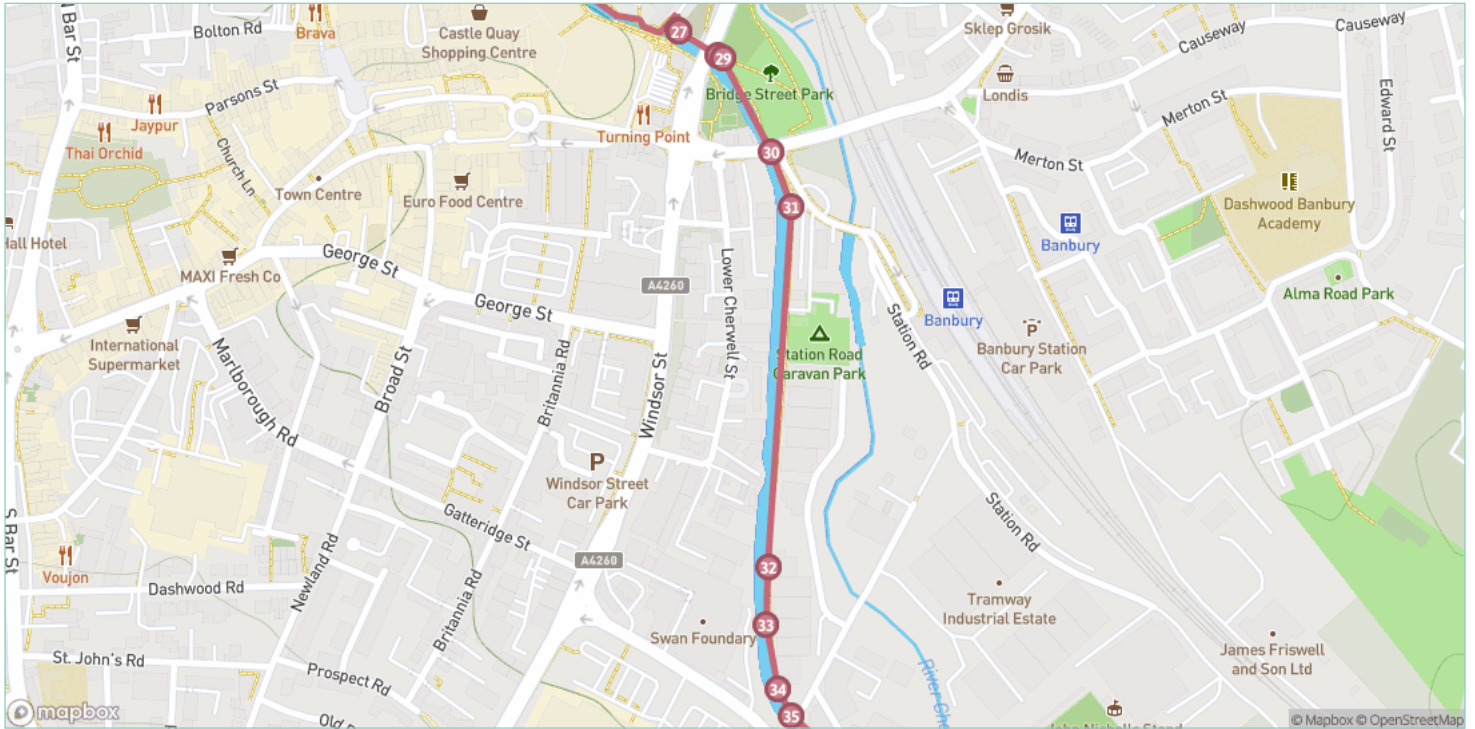 N Bar St
Bolton Rd
Brava
Castle Quay
Shopping Centre
27
29
Sklep Grosik
Causeway
Causeway
Parsons St
Jaypur
Thai Orchid
Church Ln
Town Centre
Turning Point
Bridge Street Park
Londis
Merton St
Merton St
Edward St
30
31
Euro Food Centre
Dashwood Banbury
Academy
Banbury
Hall Hotel
MAXI Fresh Co
George St
George St
A4260
Lower Cherwell St
Banbury
Station Rd
Alma Road Park
International
Supermarket
Marlborough Rd
Broad St
Britannia Rd
Windsor St
Station Road
Caravan Park
P
Banbury Station
Car Park
P
Windsor Street
Car Park
Gatteridge St
S Bar St
Voujon
Dashwood Rd
Newland Rd
Britannia Rd
A4260
32
33
Swan Foundary
Station Rd
Tramway
Industrial Estate
James Friswell
and Son Ltd
St. John's Rd
Prospect Rd
34
35
River Che
Old
mapbox
© Mapbox © OpenStreetMap